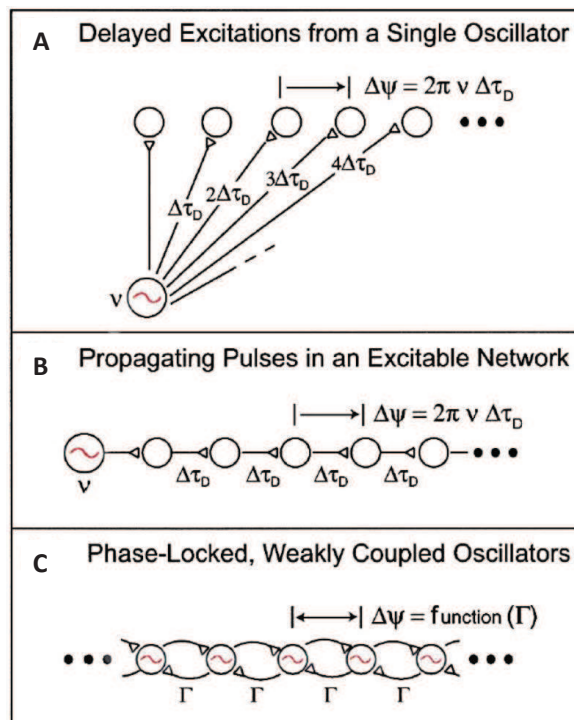 A Delayed Excitations from a Single Oscillator
Δψ = 2π ν Δτ_D
Δτ_D 2Δτ_D 3Δτ_D 4Δτ_D
ν
B Propagating Pulses in an Excitable Network
Δψ = 2π ν Δτ_D
ν
Δτ_D Δτ_D Δτ_D Δτ_D
C Phase-Locked, Weakly Coupled Oscillators
Δψ = function (Γ)
Γ Γ Γ Γ